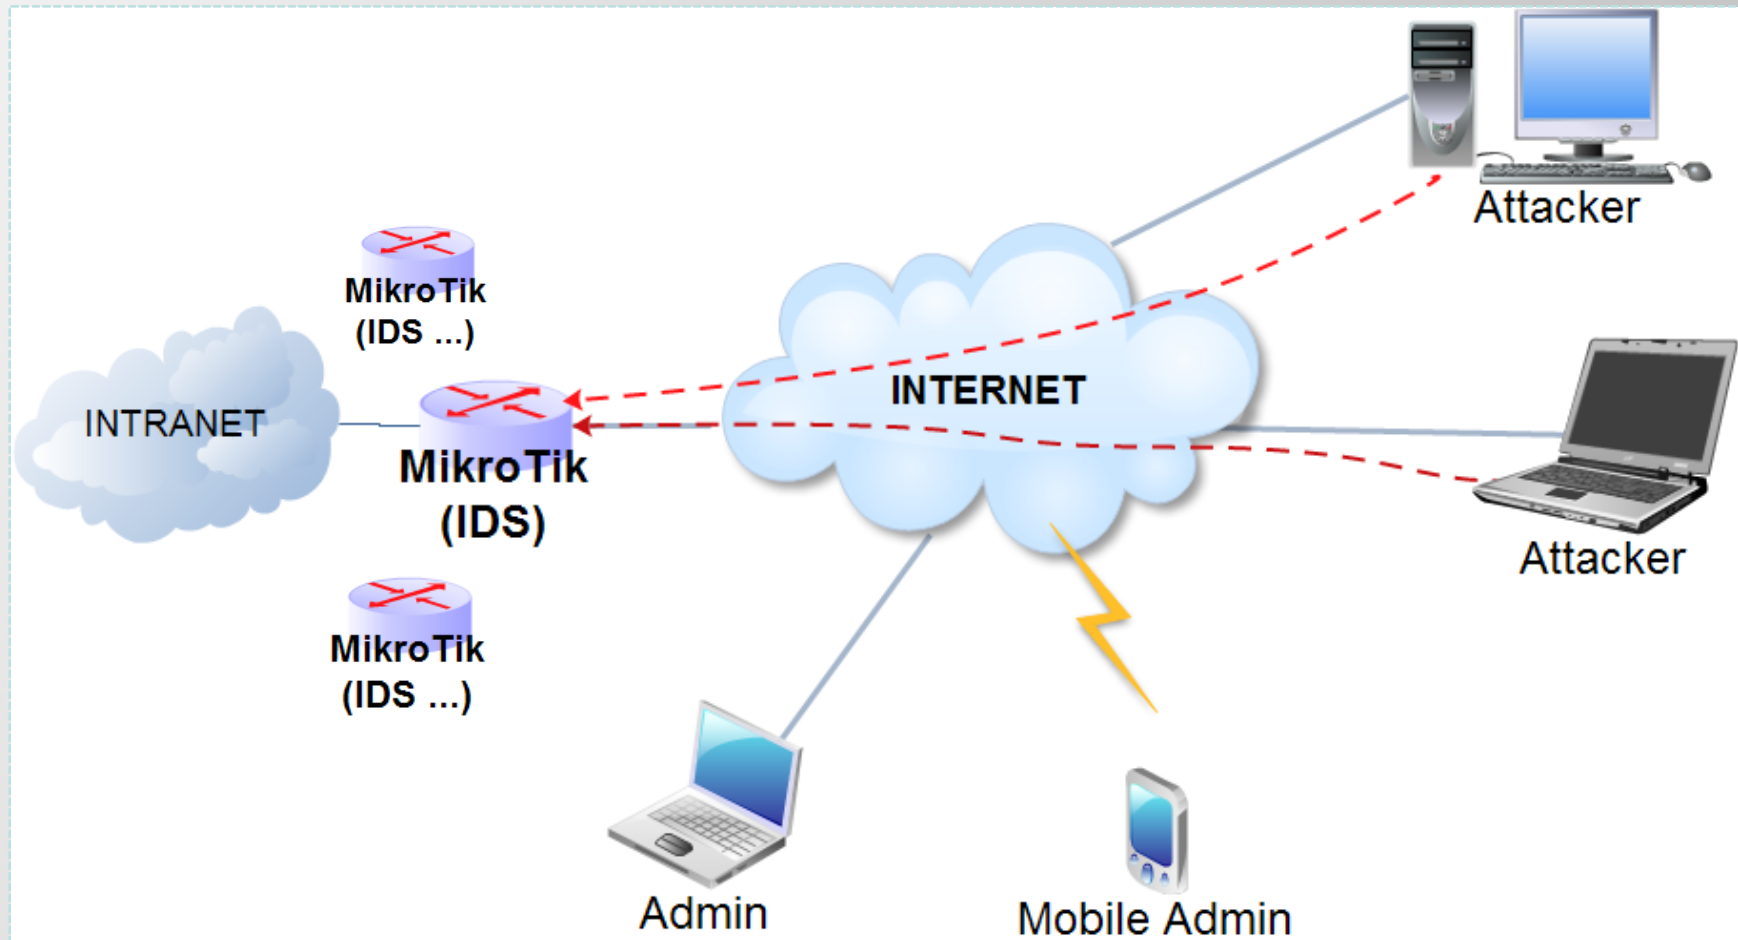 Attacker
MikroTik
(IDS ...)
INTERNET
INTRANET
MikroTik
(IDS)
Attacker
MikroTik
(IDS ...)
Admin
Mobile Admin